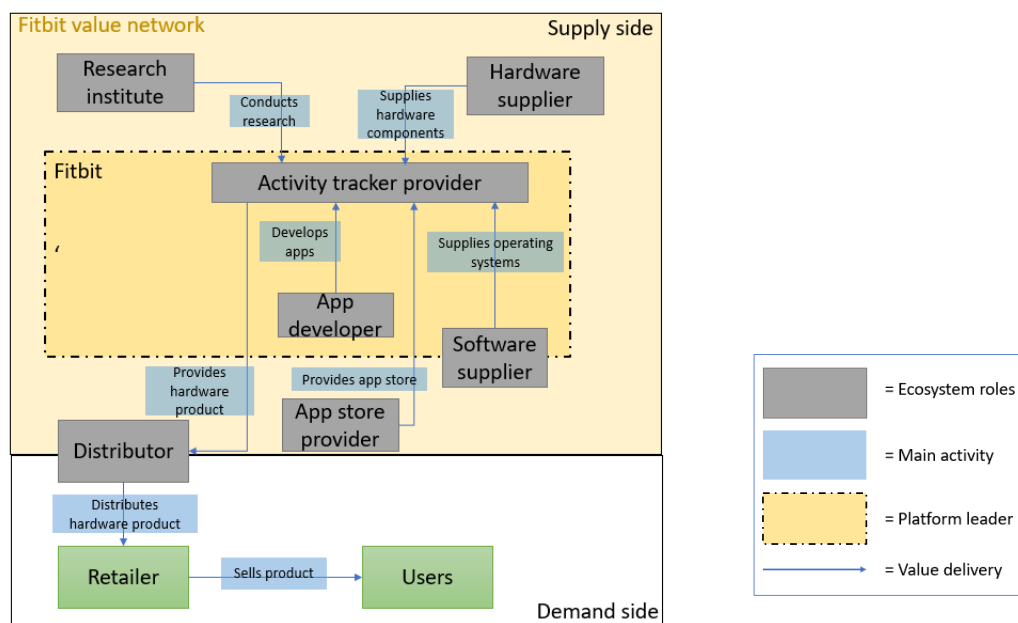 Fitbit value network
Supply side
Research
institute
Hardware
supplier
Conducts
research
Supplies
hardware
components
Fitbit
Activity tracker provider
‘
Develops
apps
Supplies operating
systems
App
developer
Software
supplier
Provides
hardware
product
Provides app store
App store
provider
Distributor
Distributes
hardware product
Retailer
Sells product
Users
Demand side
= Ecosystem roles
= Main activity
= Platform leader
= Value delivery